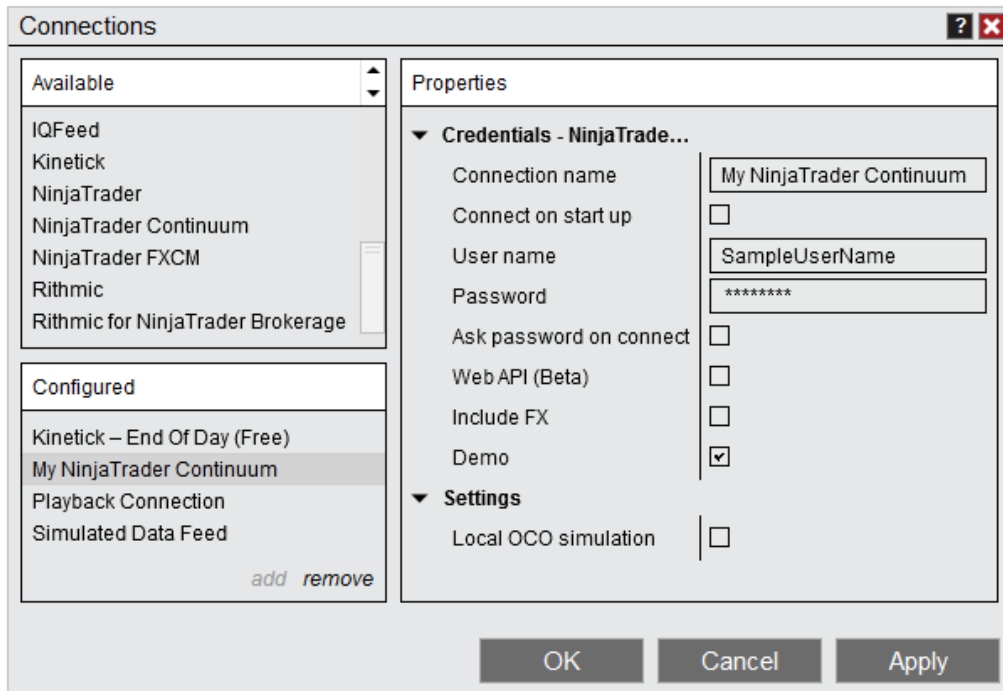 Connections
?
Available
IQFeed
Kinetick
NinjaTrader
NinjaTrader Continuum
NinjaTrader FXCM
Rithmic
Rithmic for NinjaTrader Brokerage
Configured
Kinetick – End Of Day (Free)
My NinjaTrader Continuum
Playback Connection
Simulated Data Feed
add remove
Properties
Credentials - NinjaTrade...
Connection name My NinjaTrader Continuum
Connect on start up
User name SampleUserName
Password ********
Ask password on connect
Web API (Beta)
Include FX
Demo
Settings
Local OCO simulation
OK Cancel Apply